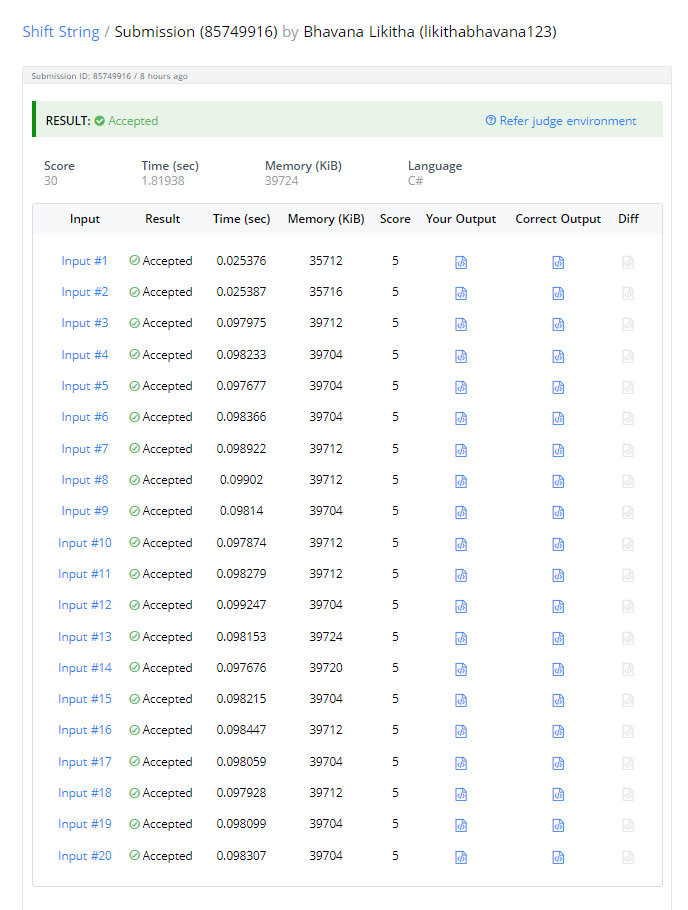 Shift String / Submission (85749916) by Bhavana Likitha (likithabhavana123)
Submission ID: 85749916 / 8 hours ago
RESULT: Accepted Refer judge environment
Score Time (sec) Memory (KiB) Language
30 1.81938 39724 C#
Input Result Time (sec) Memory (KiB) Score Your Output Correct Output Diff
Input #1 Accepted 0.025376 35712 5
Input #2 Accepted 0.025387 35716 5
Input #3 Accepted 0.097975 39712 5
Input #4 Accepted 0.098233 39704 5
Input #5 Accepted 0.097677 39704 5
Input #6 Accepted 0.098366 39704 5
Input #7 Accepted 0.098922 39712 5
Input #8 Accepted 0.09902 39712 5
Input #9 Accepted 0.09814 39704 5
Input #10 Accepted 0.097874 39712 5
Input #11 Accepted 0.098279 39712 5
Input #12 Accepted 0.099247 39704 5
Input #13 Accepted 0.098153 39724 5
Input #14 Accepted 0.097676 39720 5
Input #15 Accepted 0.098215 39704 5
Input #16 Accepted 0.098447 39712 5
Input #17 Accepted 0.098059 39704 5
Input #18 Accepted 0.097928 39712 5
Input #19 Accepted 0.098099 39704 5
Input #20 Accepted 0.098307 39704 5